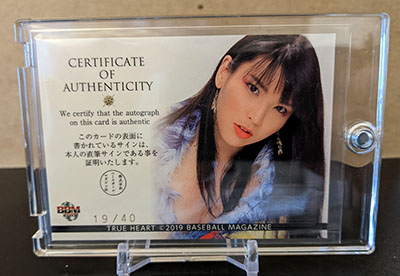 CERTIFICATE
OF
AUTHENTICITY
We certify that the autograph
on this card is authentic
このカードの表面に
書かれているサインは、
本人の直筆サインである事を
証明いたします。
BBM
19/40
TRUE HEART ©2019 BASEBALL MAGAZINE